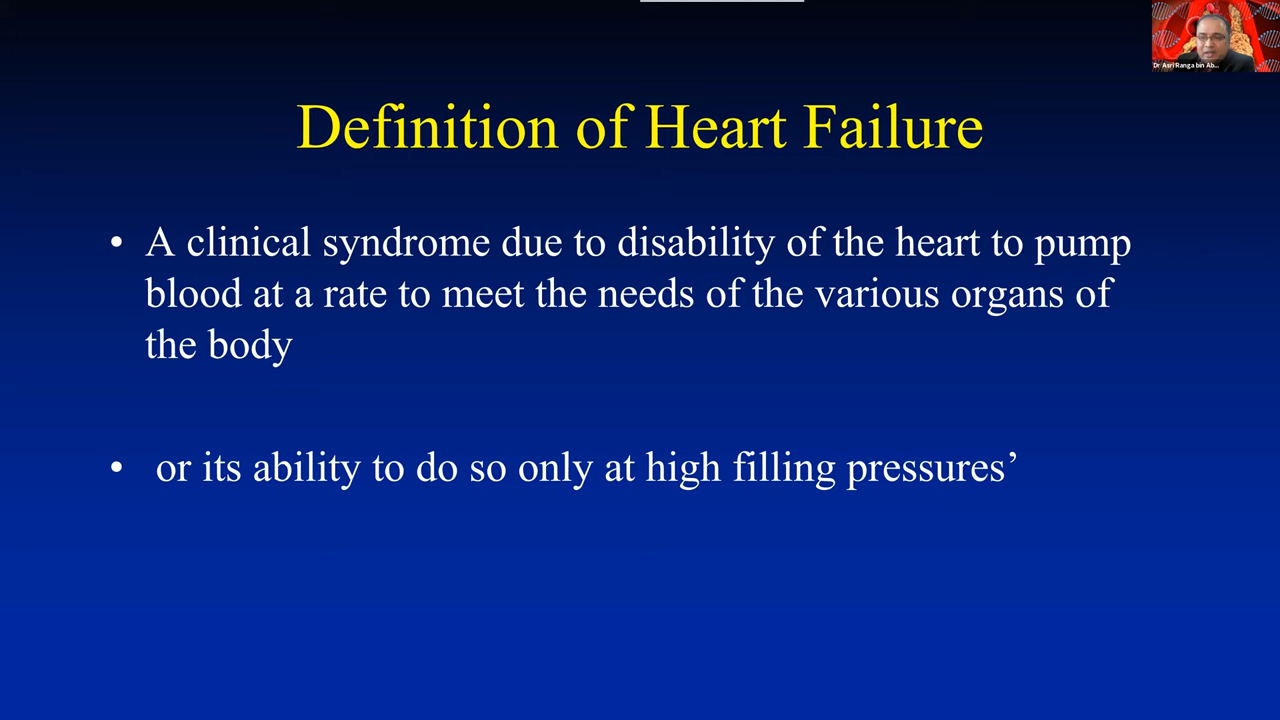 Dr Asri Ranga bin Ab...
Definition of Heart Failure
• A clinical syndrome due to disability of the heart to pump
blood at a rate to meet the needs of the various organs of
the body
• or its ability to do so only at high filling pressures’